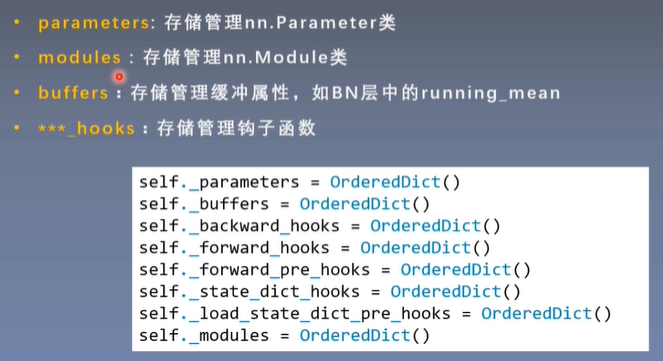 • parameters: 存储管理nn.Parameter类
• modules : 存储管理nn.Module类
• buffers：存储管理缓冲属性，如BN层中的running_mean
• ***_hooks：存储管理钩子函数
self._parameters = OrderedDict()
self._buffers = OrderedDict()
self._backward_hooks = OrderedDict()
self._forward_hooks = OrderedDict()
self._forward_pre_hooks = OrderedDict()
self._state_dict_hooks = OrderedDict()
self._load_state_dict_pre_hooks = OrderedDict()
self._modules = OrderedDict()